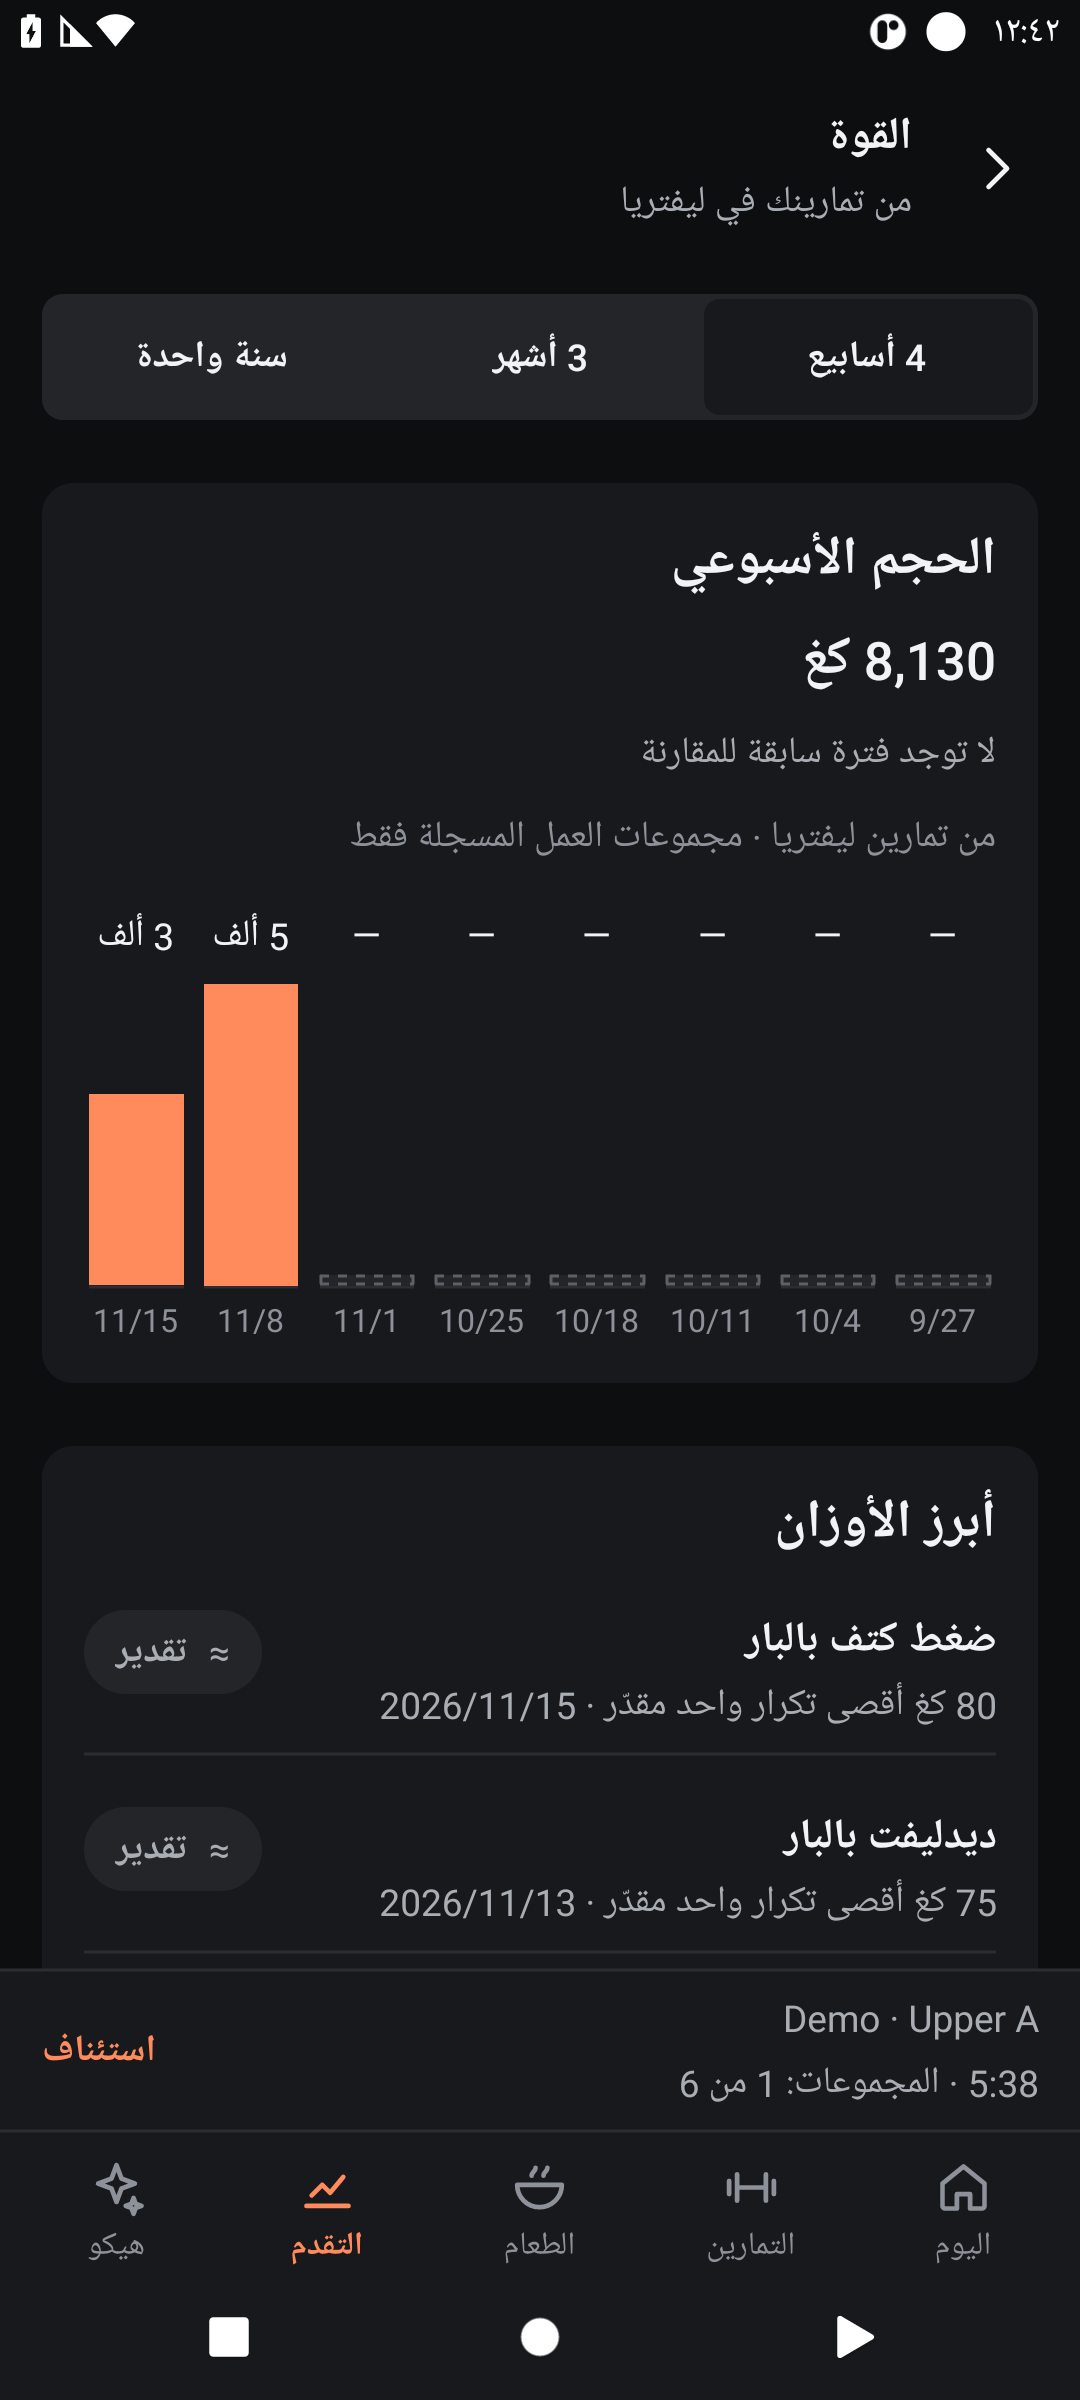 ١٢:٤٢
القوة
من تمارينك في ليفتريا
4 أسابيع
3 أشهر
سنة واحدة
الحجم الأسبوعي
8,130 كغ
لا توجد فترة سابقة للمقارنة
من تمارين ليفتريا · مجموعات العمل المسجلة فقط
– – – – – – 5 ألف 3 ألف
9/27 10/4 10/11 10/18 10/25 11/1 11/8 11/15
أبرز الأوزان
ضغط كتف بالبار
≈ تقدير
80 كغ أقصى تكرار واحد مقدّر · 2026/11/15
ديدليفت بالبار
≈ تقدير
75 كغ أقصى تكرار واحد مقدّر · 2026/11/13
Demo · Upper A
5:38 · المجموعات: 1 من 6
استئناف
اليوم
التمارين
الطعام
التقدم
هيكو